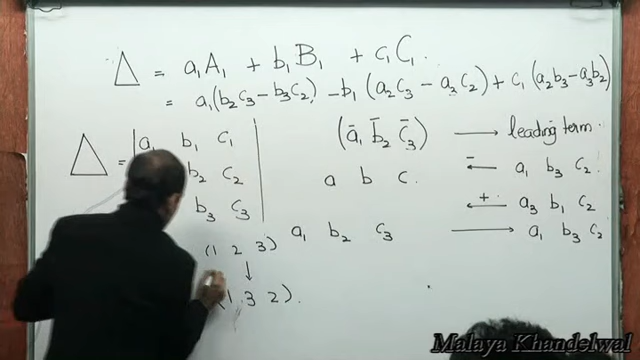 Δ = a₁A₁ + b₁B₁ + c₁C₁.
= a₁(b₂c₃ − b₃c₂) − b₁(a₂c₃ − a₃c₂) + c₁(a₂b₃ − a₃b₂)
Δ = | a₁ b₁ c₁ | (ā₁ b̄₂ c̄₃) ⟶ leading term.
b₂ c₂ a b c. ⟵ − a₁ b₃ c₂
b₃ c₃ ⟵ + a₃ b₁ c₂
a₁ b₂ c₃ ⟶ a₁ b₃ c₂
(1 2 3)
↓
(1 3 2).
Malaya Khandelwal